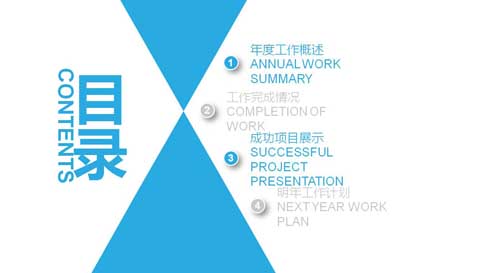 目录
CONTENTS
1
年度工作概述
ANNUAL WORK
SUMMARY
2
工作完成情况
COMPLETION OF
WORK
3
成功项目展示
SUCCESSFUL
PROJECT
PRESENTATION
4
明年工作计划
NEXT YEAR WORK
PLAN